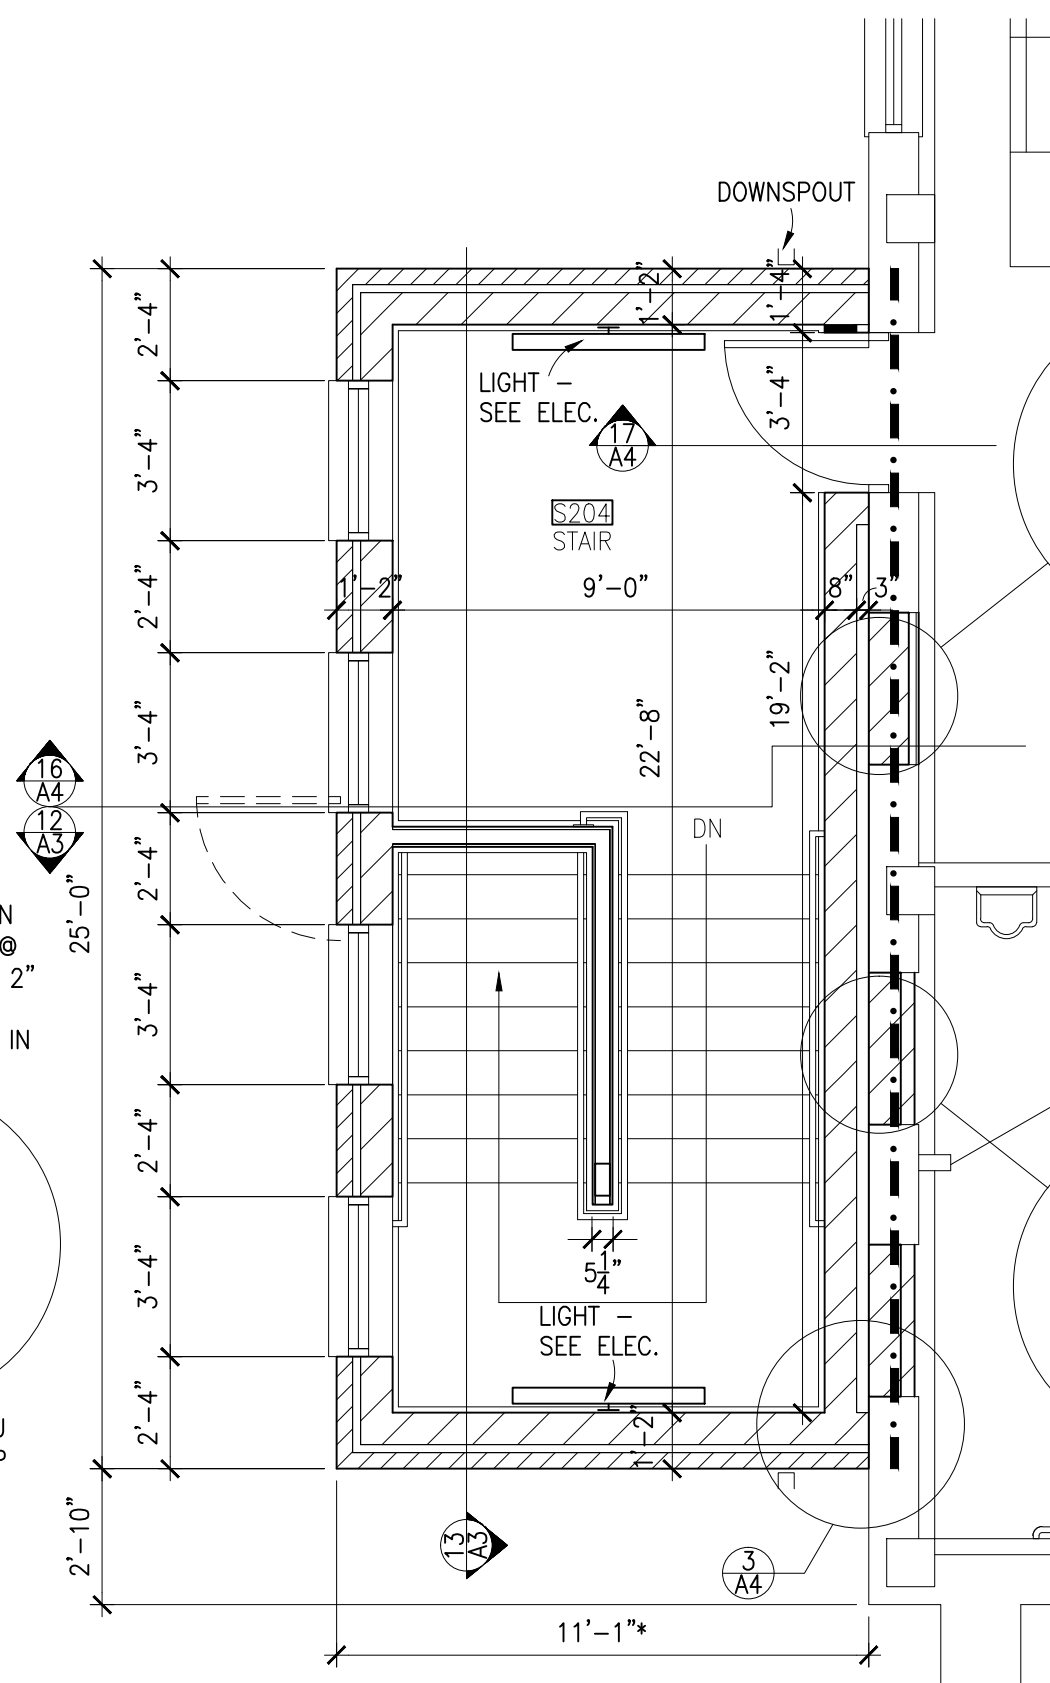 DOWNSPOUT
1'-2"
1'-4"
2'-4"
LIGHT -
SEE ELEC.
3'-4"
17
A4
3'-4"
S204
STAIR
1'-2"
9'-0"
8"
3"
2'-4"
19'-2"
22'-8"
3'-4"
16
A4
12
A3
DN
2'-4"
25'-0"
N
@
2"
IN
3'-4"
2'-4"
5 1/4"
3'-4"
LIGHT -
SEE ELEC.
2'-4"
1'-2"
2'-10"
13
A3
3
A4
11'-1"*